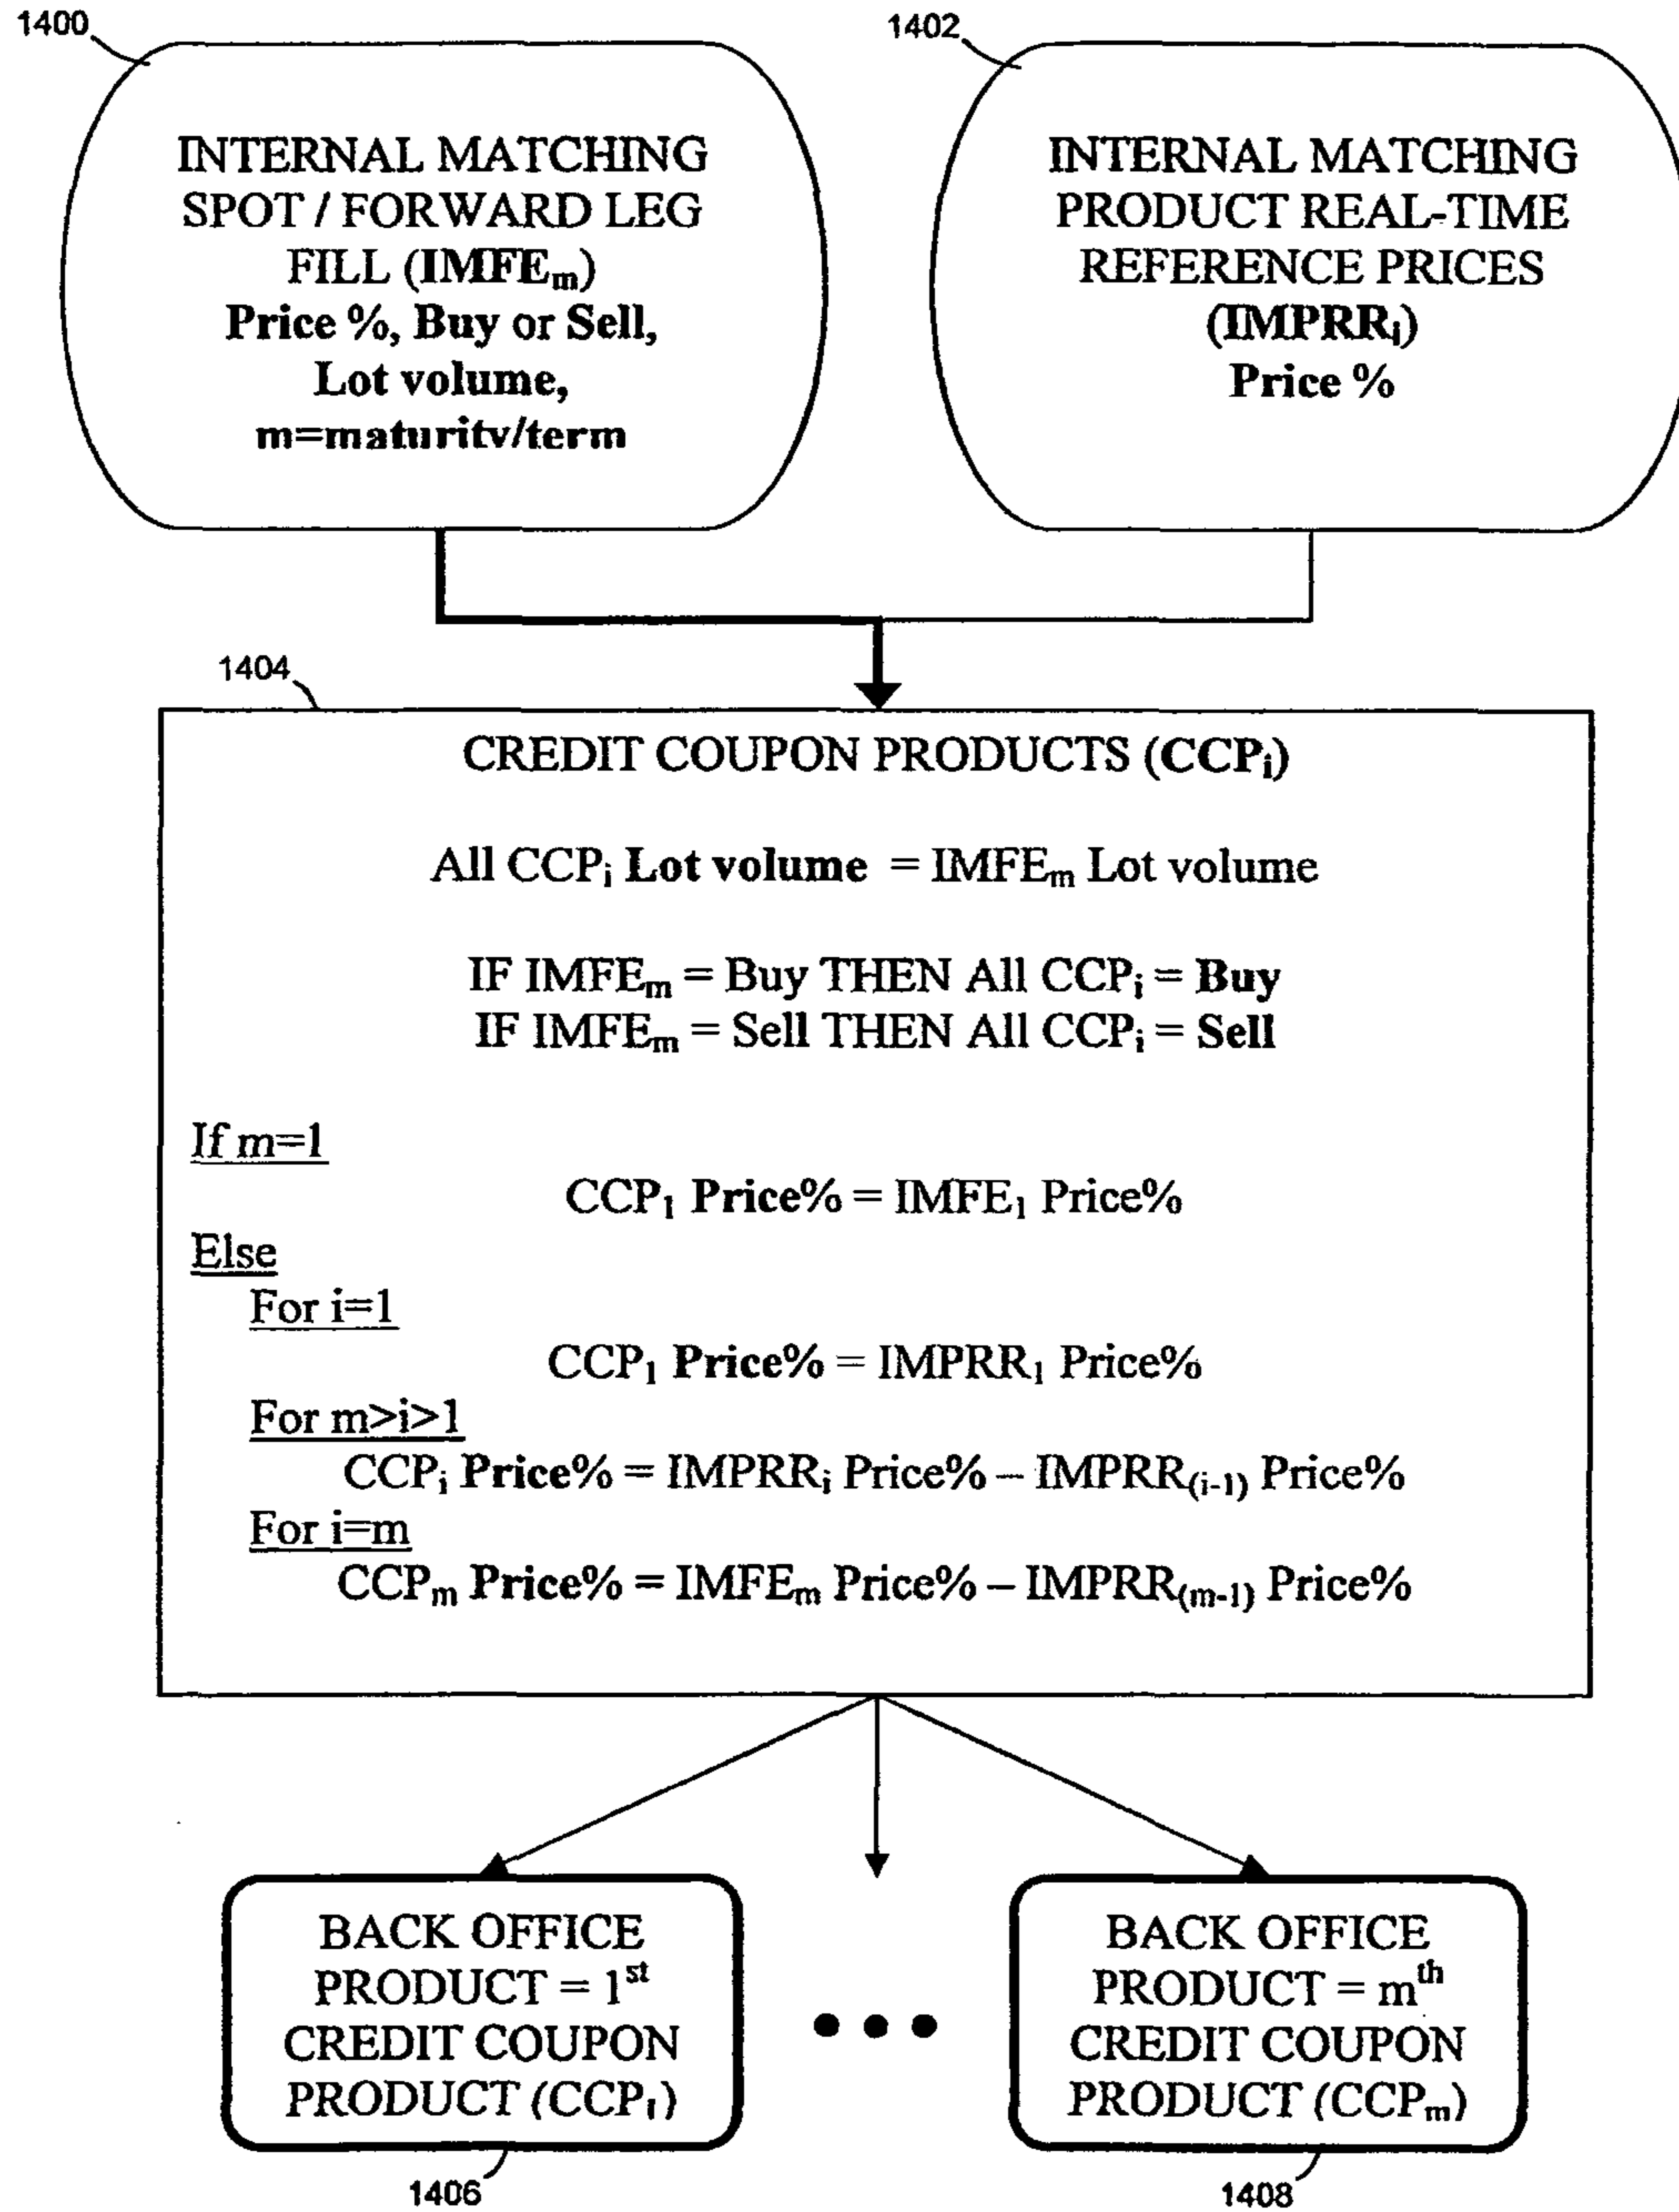 1400
INTERNAL MATCHING
SPOT / FORWARD LEG
FILL (IMFEₘ)
Price %, Buy or Sell,
Lot volume,
m=maturity/term
1402
INTERNAL MATCHING
PRODUCT REAL-TIME
REFERENCE PRICES
(IMPRRᵢ)
Price %
1404
CREDIT COUPON PRODUCTS (CCPᵢ)
All CCPᵢ Lot volume = IMFEₘ Lot volume
IF IMFEₘ = Buy THEN All CCPᵢ = Buy
IF IMFEₘ = Sell THEN All CCPᵢ = Sell
If m=1
CCP₁ Price% = IMFE₁ Price%
Else
For i=1
CCP₁ Price% = IMPRR₁ Price%
For m>i>1
CCPᵢ Price% = IMPRRᵢ Price% – IMPRR₍ᵢ₋₁₎ Price%
For i=m
CCPₘ Price% = IMFEₘ Price% – IMPRR₍ₘ₋₁₎ Price%
BACK OFFICE
PRODUCT = 1ˢᵗ
CREDIT COUPON
PRODUCT (CCP₁)
1406
• • •
BACK OFFICE
PRODUCT = mᵗʰ
CREDIT COUPON
PRODUCT (CCPₘ)
1408